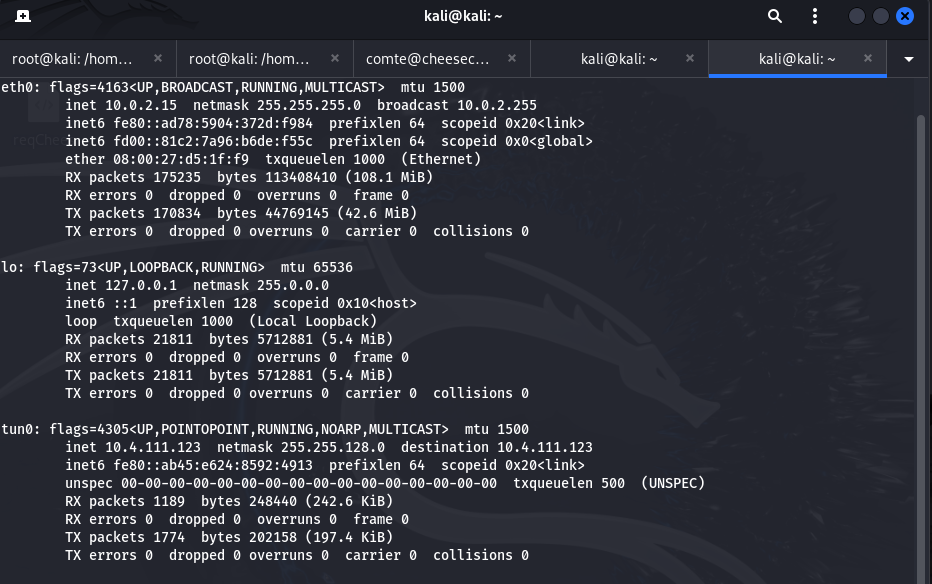 kali@kali: ~
root@kali: /hom...
root@kali: /hom...
comte@cheesec...
kali@kali: ~
kali@kali: ~
eth0: flags=4163<UP,BROADCAST,RUNNING,MULTICAST>  mtu 1500
        inet 10.0.2.15  netmask 255.255.255.0  broadcast 10.0.2.255
        inet6 fe80::ad78:5904:372d:f984  prefixlen 64  scopeid 0x20<link>
        inet6 fd00::81c2:7a96:b6de:f55c  prefixlen 64  scopeid 0x0<global>
        ether 08:00:27:d5:1f:f9  txqueuelen 1000  (Ethernet)
        RX packets 175235  bytes 113408410 (108.1 MiB)
        RX errors 0  dropped 0  overruns 0  frame 0
        TX packets 170834  bytes 44769145 (42.6 MiB)
        TX errors 0  dropped 0 overruns 0  carrier 0  collisions 0

lo: flags=73<UP,LOOPBACK,RUNNING>  mtu 65536
        inet 127.0.0.1  netmask 255.0.0.0
        inet6 ::1  prefixlen 128  scopeid 0x10<host>
        loop  txqueuelen 1000  (Local Loopback)
        RX packets 21811  bytes 5712881 (5.4 MiB)
        RX errors 0  dropped 0  overruns 0  frame 0
        TX packets 21811  bytes 5712881 (5.4 MiB)
        TX errors 0  dropped 0 overruns 0  carrier 0  collisions 0

tun0: flags=4305<UP,POINTOPOINT,RUNNING,NOARP,MULTICAST>  mtu 1500
        inet 10.4.111.123  netmask 255.255.128.0  destination 10.4.111.123
        inet6 fe80::ab45:e624:8592:4913  prefixlen 64  scopeid 0x20<link>
        unspec 00-00-00-00-00-00-00-00-00-00-00-00-00-00-00-00  txqueuelen 500  (UNSPEC)
        RX packets 1189  bytes 248440 (242.6 KiB)
        RX errors 0  dropped 0  overruns 0  frame 0
        TX packets 1774  bytes 202158 (197.4 KiB)
        TX errors 0  dropped 0 overruns 0  carrier 0  collisions 0